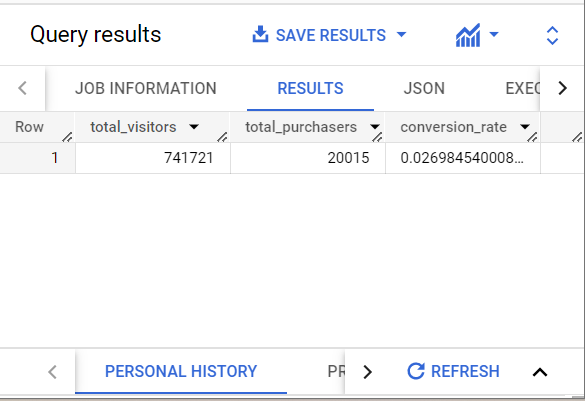 Query results SAVE RESULTS
JOB INFORMATION RESULTS JSON EXEC
Row total_visitors total_purchasers conversion_rate
1 741721 20015 0.026984540008...
PERSONAL HISTORY PR REFRESH